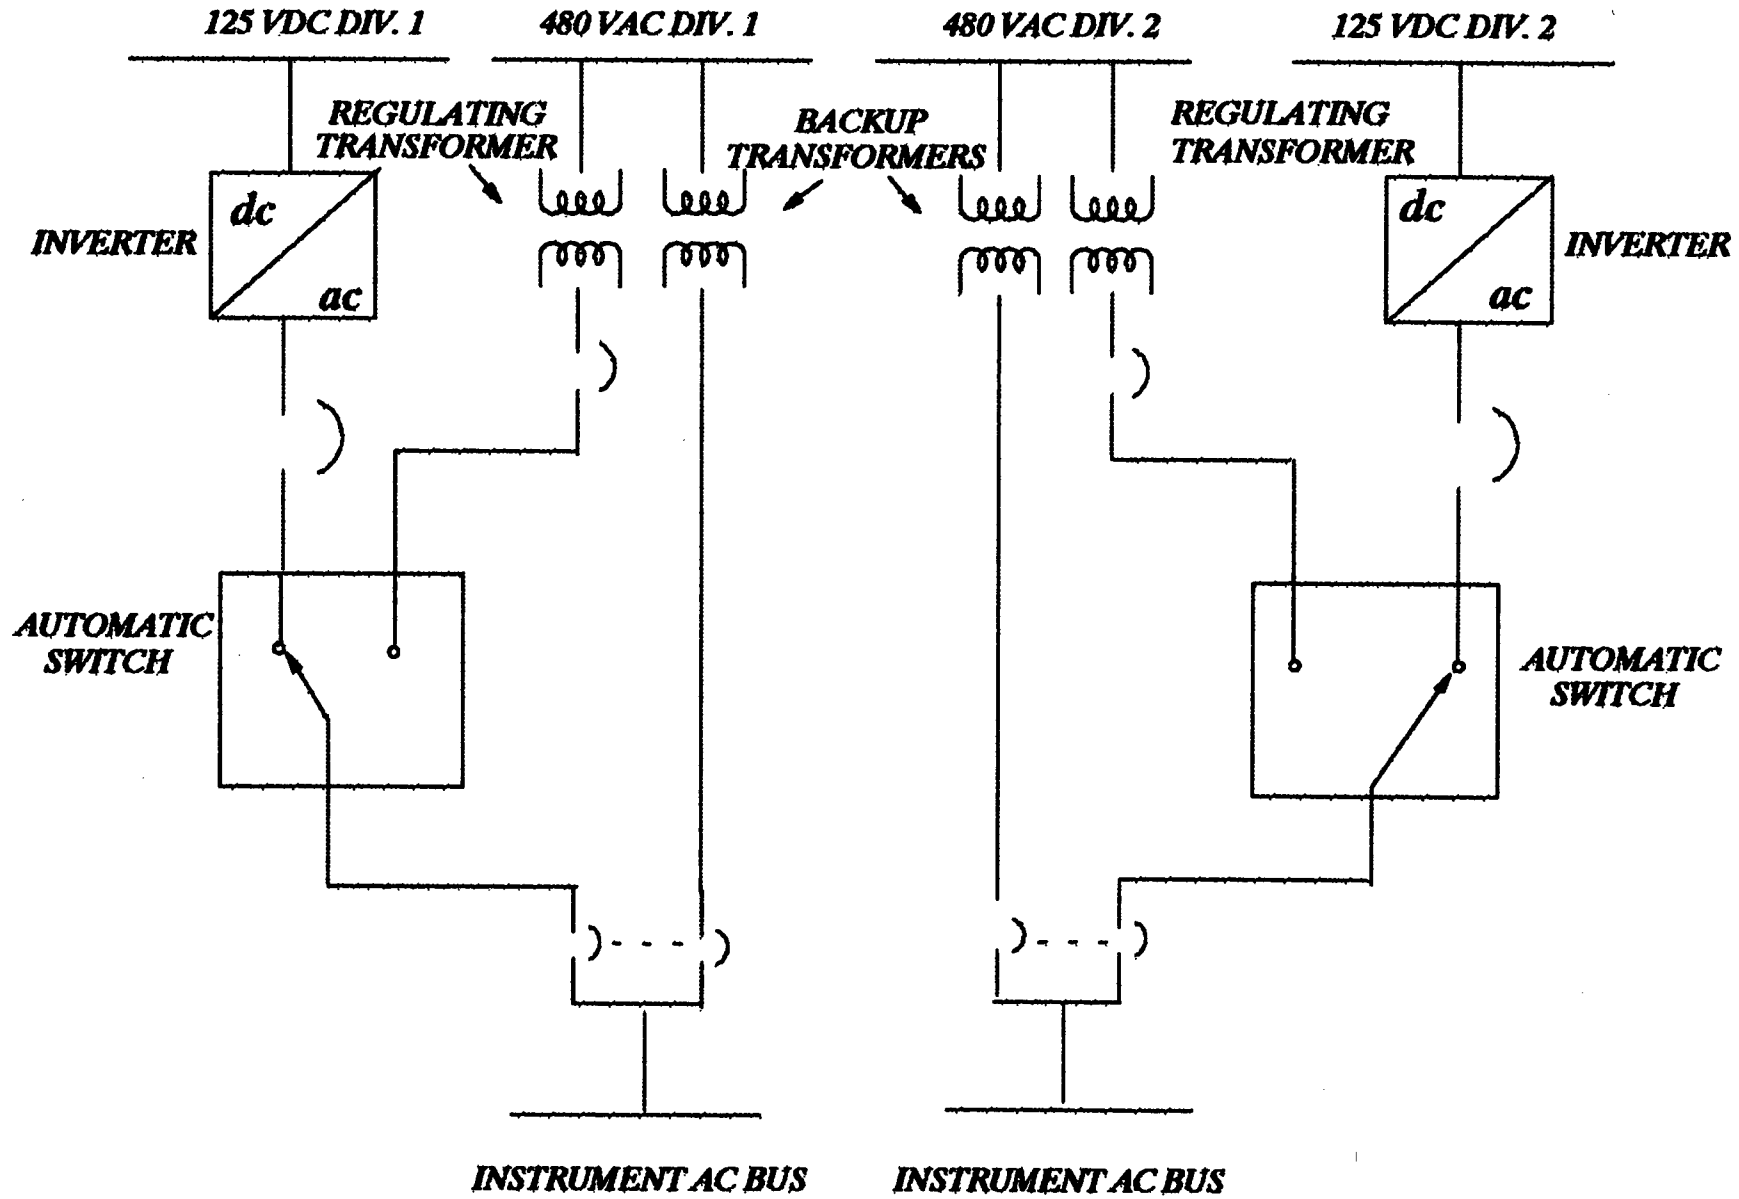 125 VDC DIV. 1
480 VAC DIV. 1
480 VAC DIV. 2
125 VDC DIV. 2
REGULATING
TRANSFORMER
BACKUP
TRANSFORMERS
REGULATING
TRANSFORMER
INVERTER
dc
ac
dc
ac
INVERTER
AUTOMATIC
SWITCH
AUTOMATIC
SWITCH
INSTRUMENT AC BUS
INSTRUMENT AC BUS